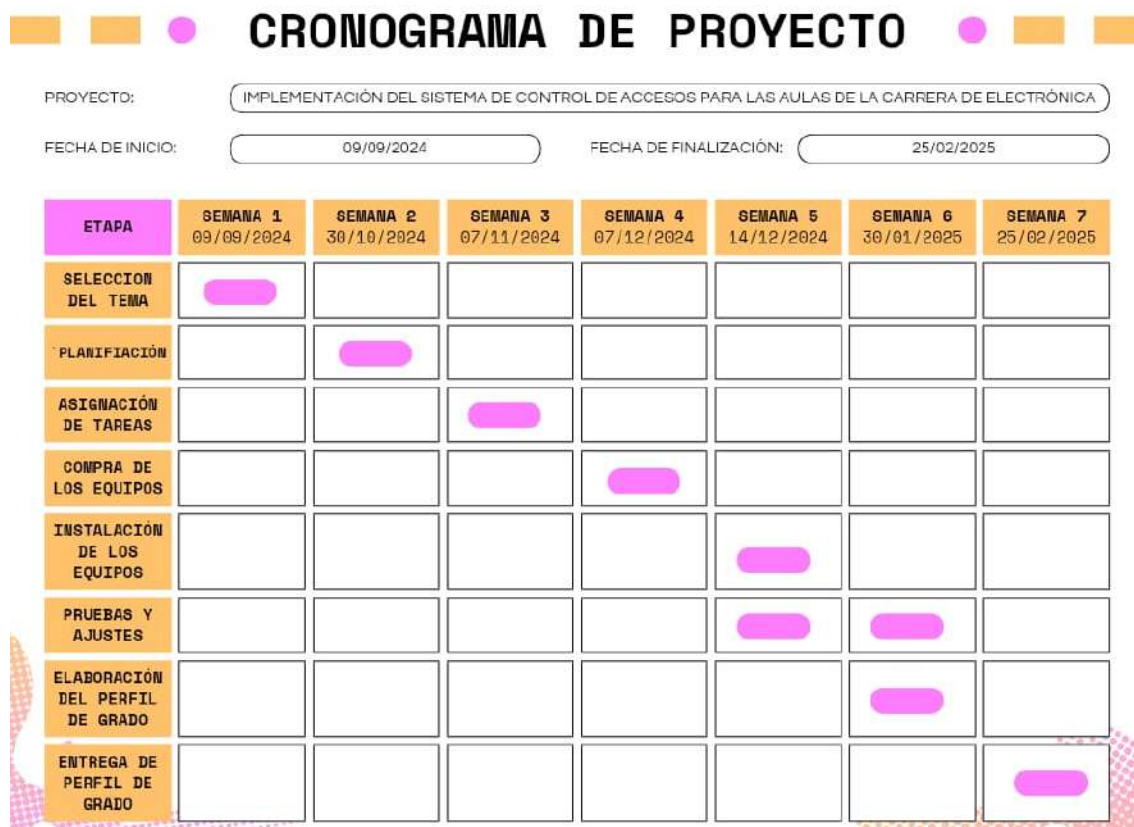 CRONOGRAMA DE PROYECTO
PROYECTO: IMPLEMENTACIÓN DEL SISTEMA DE CONTROL DE ACCESOS PARA LAS AULAS DE LA CARRERA DE ELECTRÓNICA
FECHA DE INICIO: 09/09/2024 FECHA DE FINALIZACIÓN: 25/02/2025
ETAPA
SEMANA 1
09/09/2024
SEMANA 2
30/10/2024
SEMANA 3
07/11/2024
SEMANA 4
07/12/2024
SEMANA 5
14/12/2024
SEMANA 6
30/01/2025
SEMANA 7
25/02/2025
SELECCION
DEL TEMA
`PLANIFIACIÓN
ASIGNACIÓN
DE TAREAS
COMPRA DE
LOS EQUIPOS
INSTALACIÓN
DE LOS
EQUIPOS
PRUEBAS Y
AJUSTES
ELABORACIÓN
DEL PERFIL
DE GRADO
ENTREGA DE
PERFIL DE
GRADO